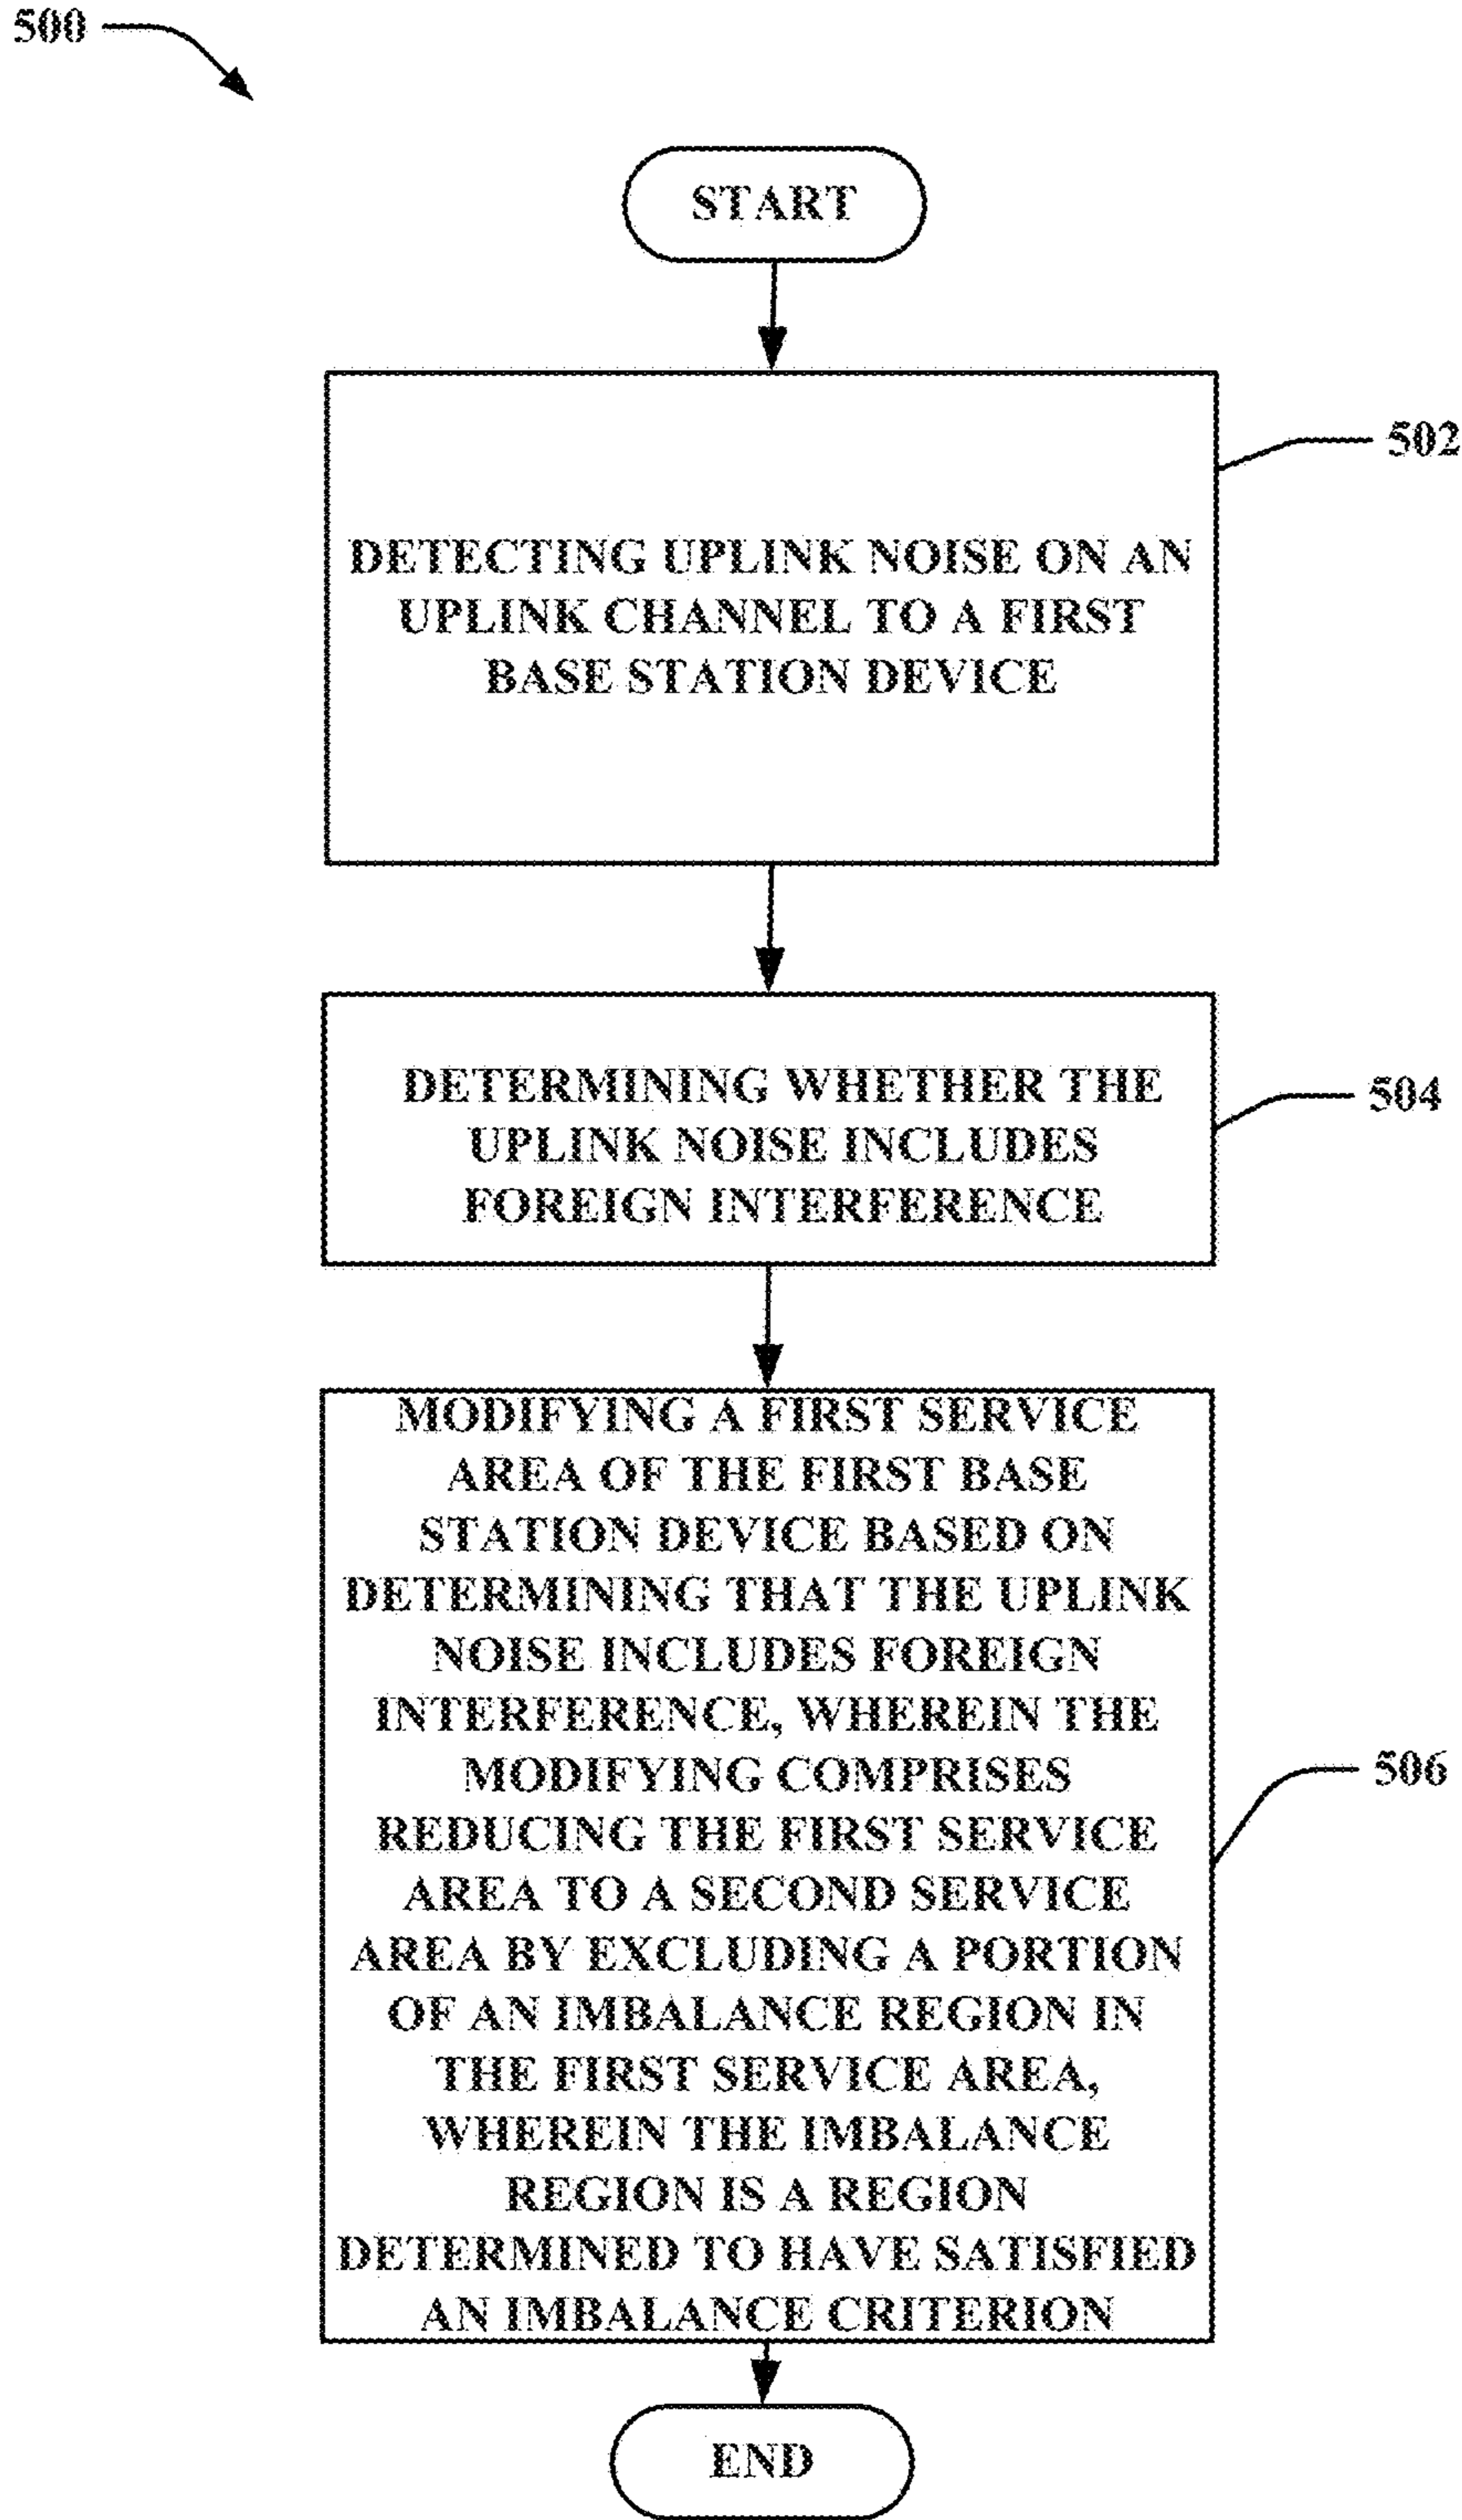 500
START
502
DETECTING UPLINK NOISE ON AN
UPLINK CHANNEL TO A FIRST
BASE STATION DEVICE
504
DETERMINING WHETHER THE
UPLINK NOISE INCLUDES
FOREIGN INTERFERENCE
MODIFYING A FIRST SERVICE
AREA OF THE FIRST BASE
STATION DEVICE BASED ON
DETERMINING THAT THE UPLINK
NOISE INCLUDES FOREIGN
INTERFERENCE, WHEREIN THE
MODIFYING COMPRISES
506
REDUCING THE FIRST SERVICE
AREA TO A SECOND SERVICE
AREA BY EXCLUDING A PORTION
OF AN IMBALANCE REGION IN
THE FIRST SERVICE AREA,
WHEREIN THE IMBALANCE
REGION IS A REGION
DETERMINED TO HAVE SATISFIED
AN IMBALANCE CRITERION
END